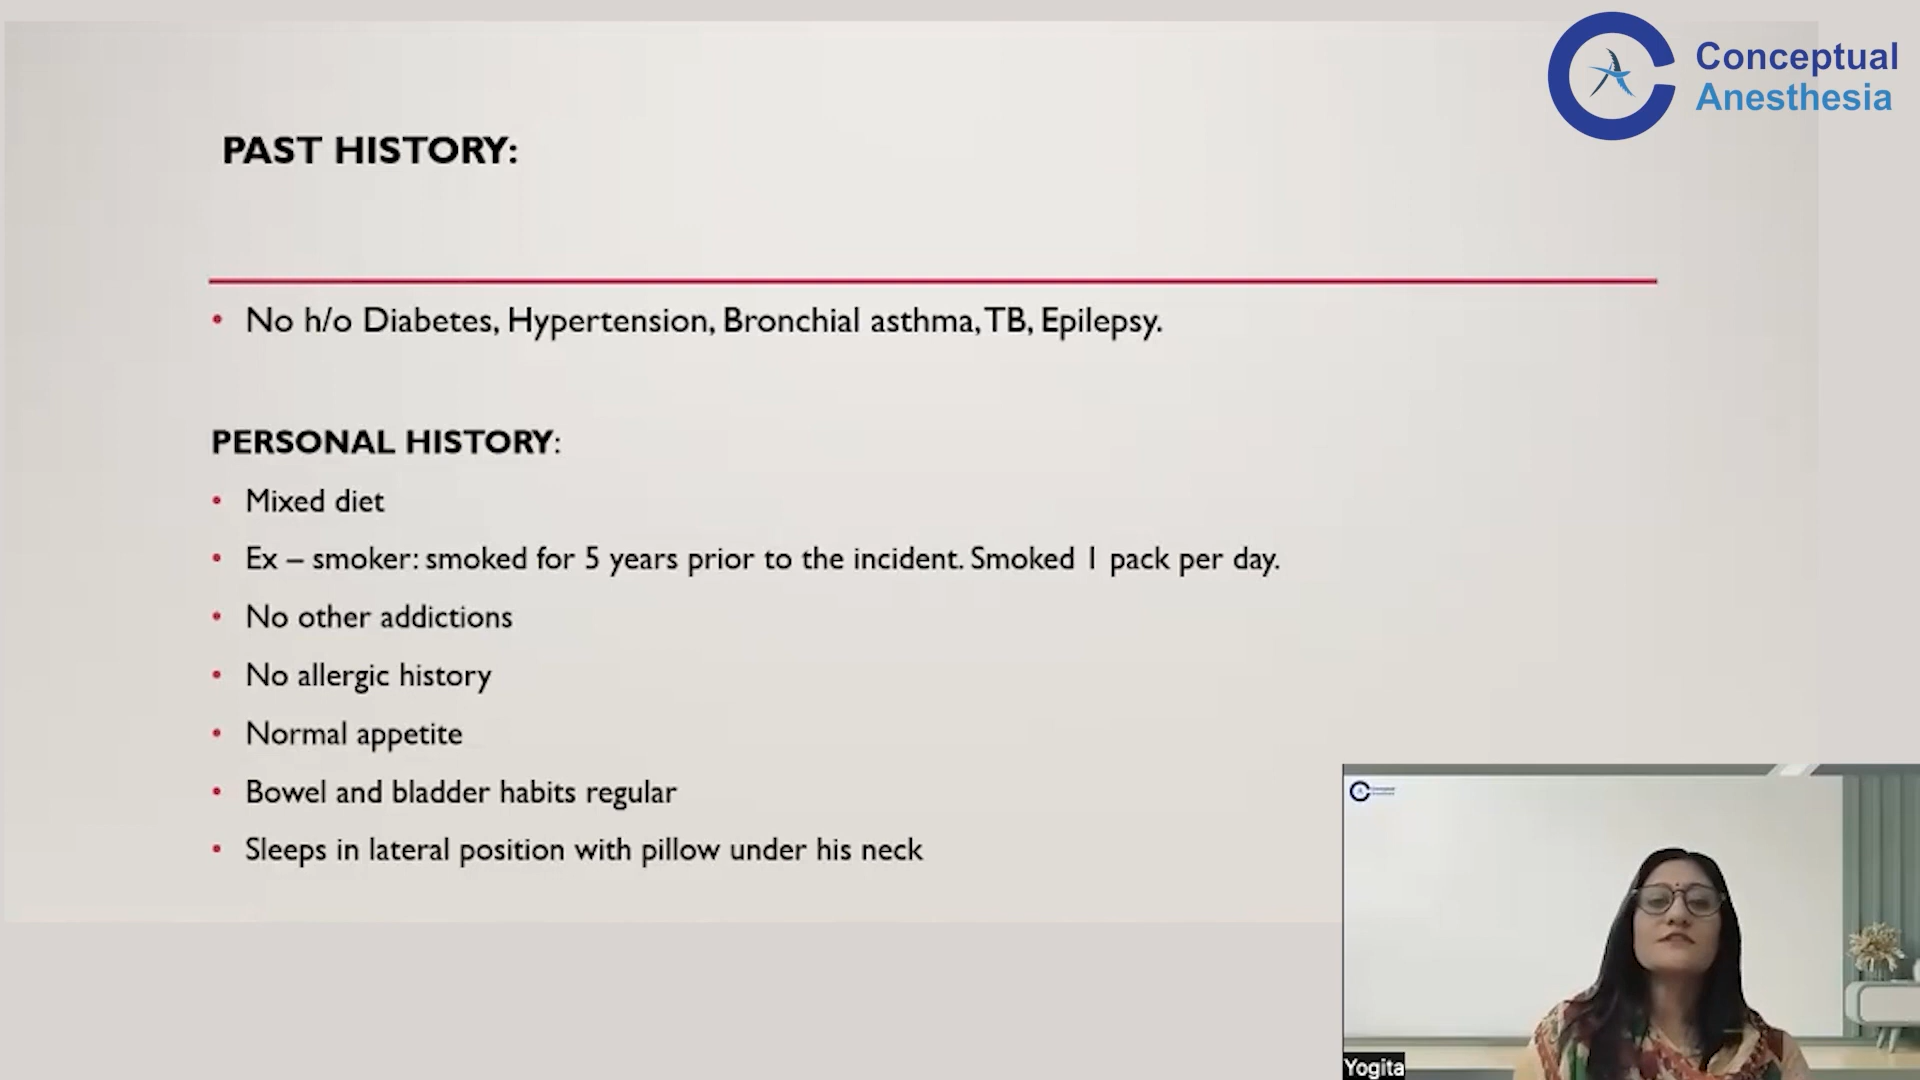 Conceptual
Anesthesia
PAST HISTORY:
• No h/o Diabetes, Hypertension, Bronchial asthma, TB, Epilepsy.
PERSONAL HISTORY:
• Mixed diet
• Ex – smoker: smoked for 5 years prior to the incident. Smoked 1 pack per day.
• No other addictions
• No allergic history
• Normal appetite
• Bowel and bladder habits regular
• Sleeps in lateral position with pillow under his neck
Yogita